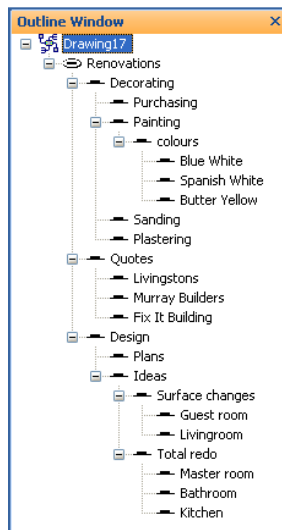 Outline Window
Drawing17
Renovations
Decorating
Purchasing
Painting
colours
Blue White
Spanish White
Butter Yellow
Sanding
Plastering
Quotes
Livingstons
Murray Builders
Fix It Building
Design
Plans
Ideas
Surface changes
Guest room
Livingroom
Total redo
Master room
Bathroom
Kitchen